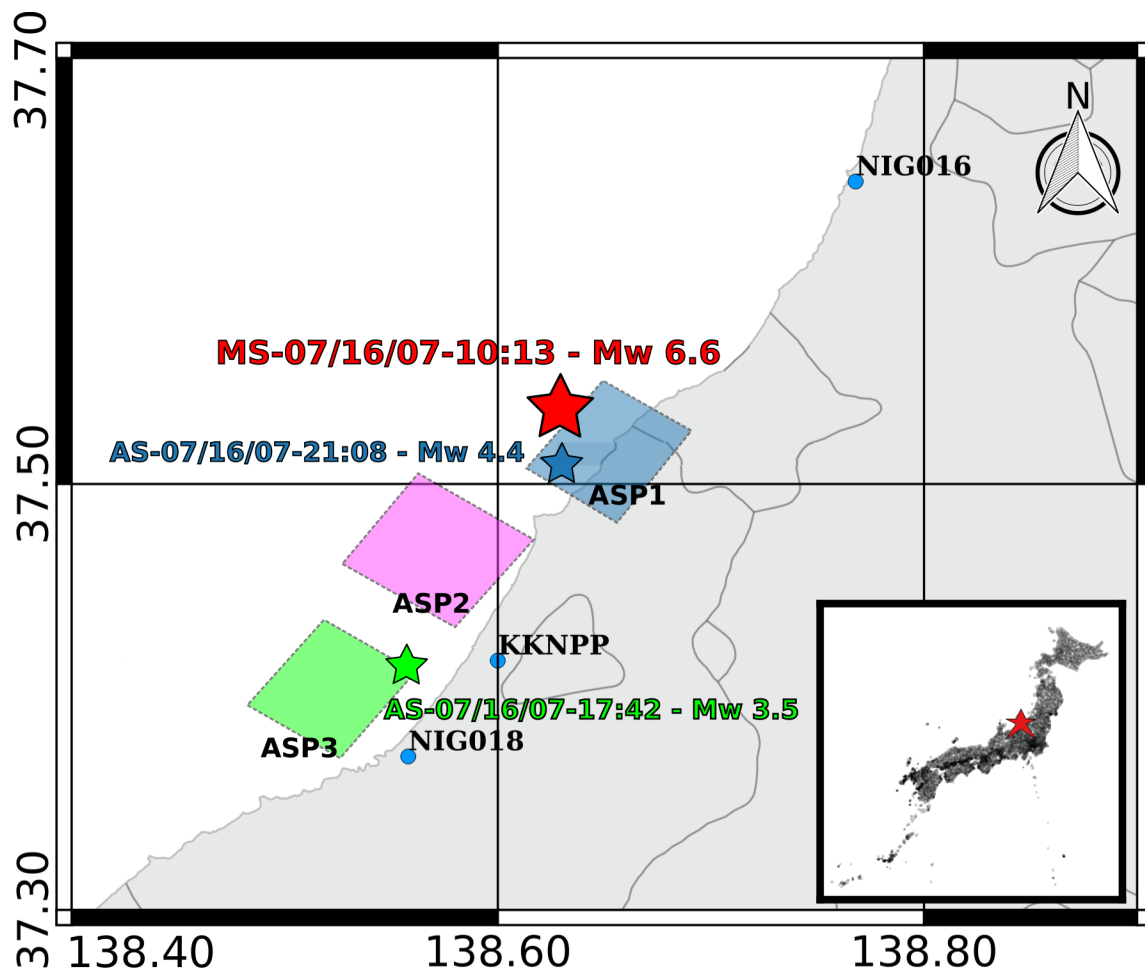 37.70
N
NIG016
MS-07/16/07-10:13 - Mw 6.6
AS-07/16/07-21:08 - Mw 4.4
37.50
ASP1
ASP2
KKNPP
AS-07/16/07-17:42 - Mw 3.5
NIG018
ASP3
37.30
138.40
138.60
138.80